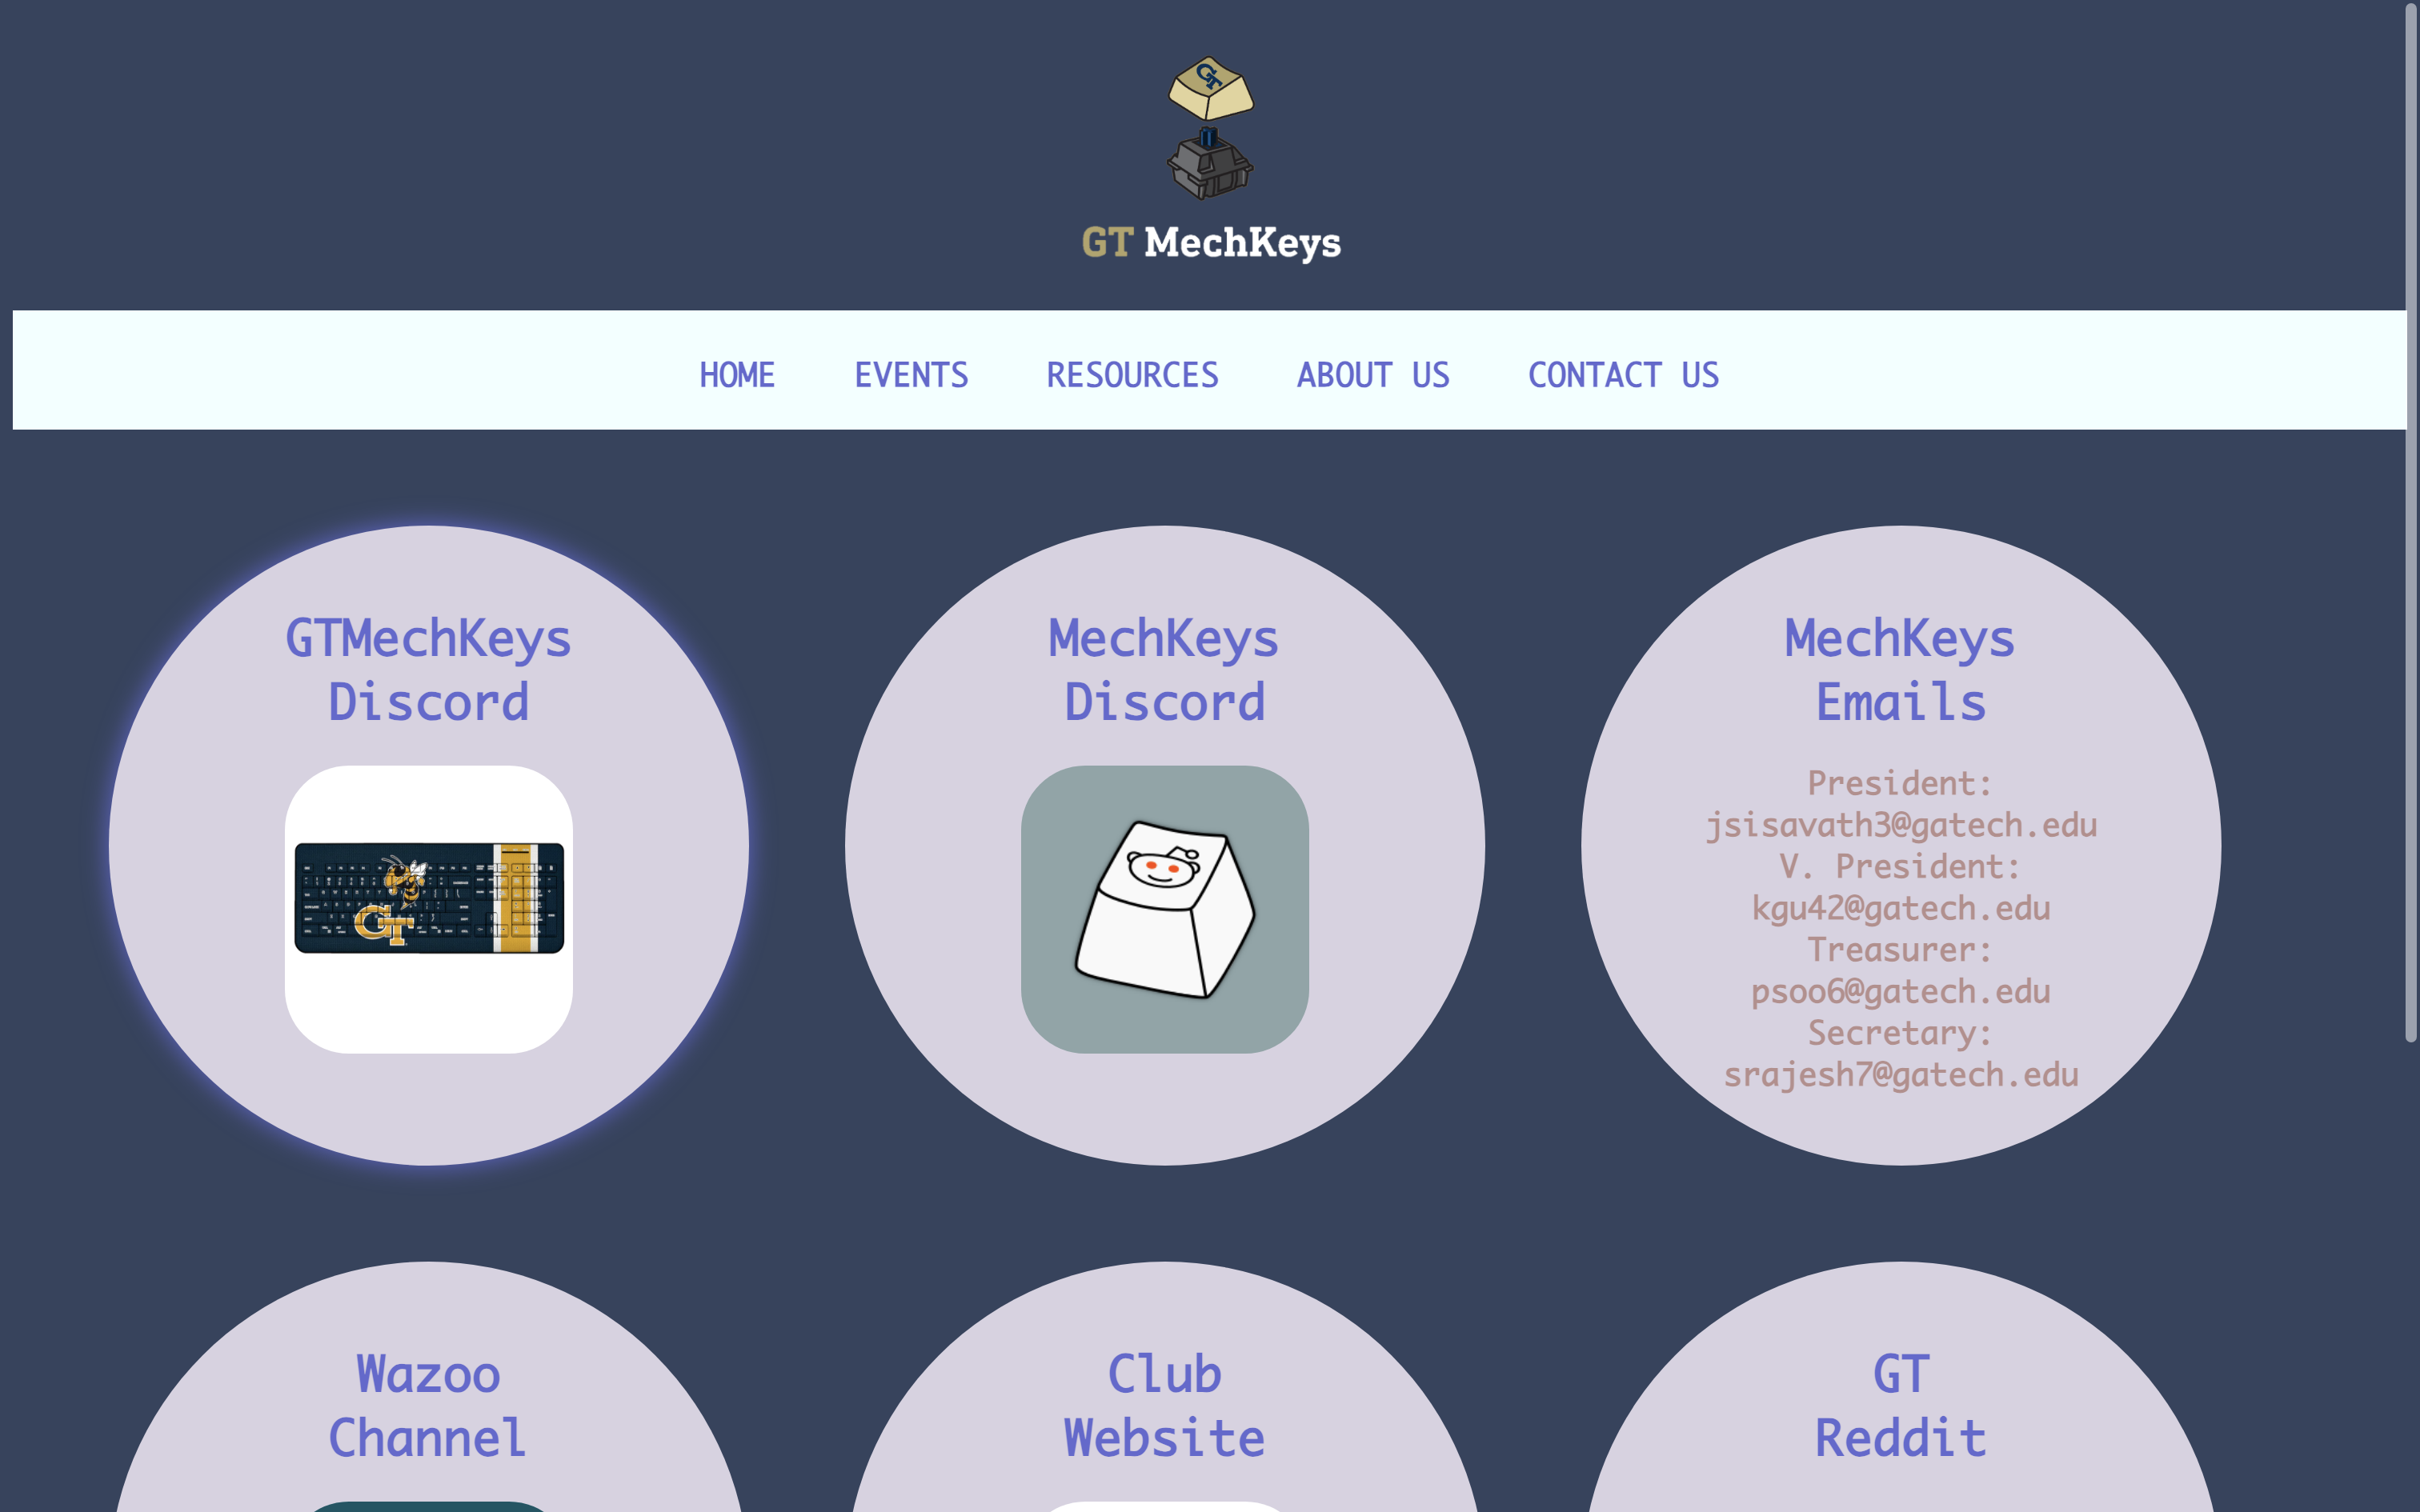 GT
GT MechKeys
HOME EVENTS RESOURCES ABOUT US CONTACT US
GTMechKeys
Discord
GT
MechKeys
Discord
MechKeys
Emails
President:
jsisavath3@gatech.edu
V. President:
kgu42@gatech.edu
Treasurer:
psoo6@gatech.edu
Secretary:
srajesh7@gatech.edu
Wazoo
Channel
Club
Website
GT
Reddit